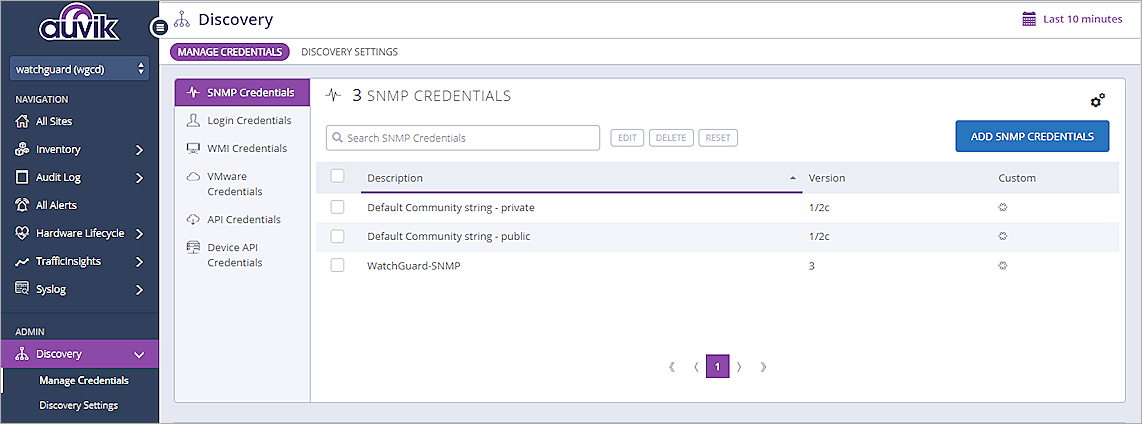 auvik
Discovery
Last 10 minutes
MANAGE CREDENTIALS
DISCOVERY SETTINGS
watchguard (wgcd)
NAVIGATION
All Sites
Inventory
Audit Log
All Alerts
Hardware Lifecycle
TrafficInsights
Syslog
ADMIN
Discovery
Manage Credentials
Discovery Settings
SNMP Credentials
Login Credentials
WMI Credentials
VMware
Credentials
API Credentials
Device API
Credentials
3 SNMP CREDENTIALS
Search SNMP Credentials
EDIT
DELETE
RESET
ADD SNMP CREDENTIALS
Description Version Custom
Default Community string - private 1/2c
Default Community string - public 1/2c
WatchGuard-SNMP 3
1